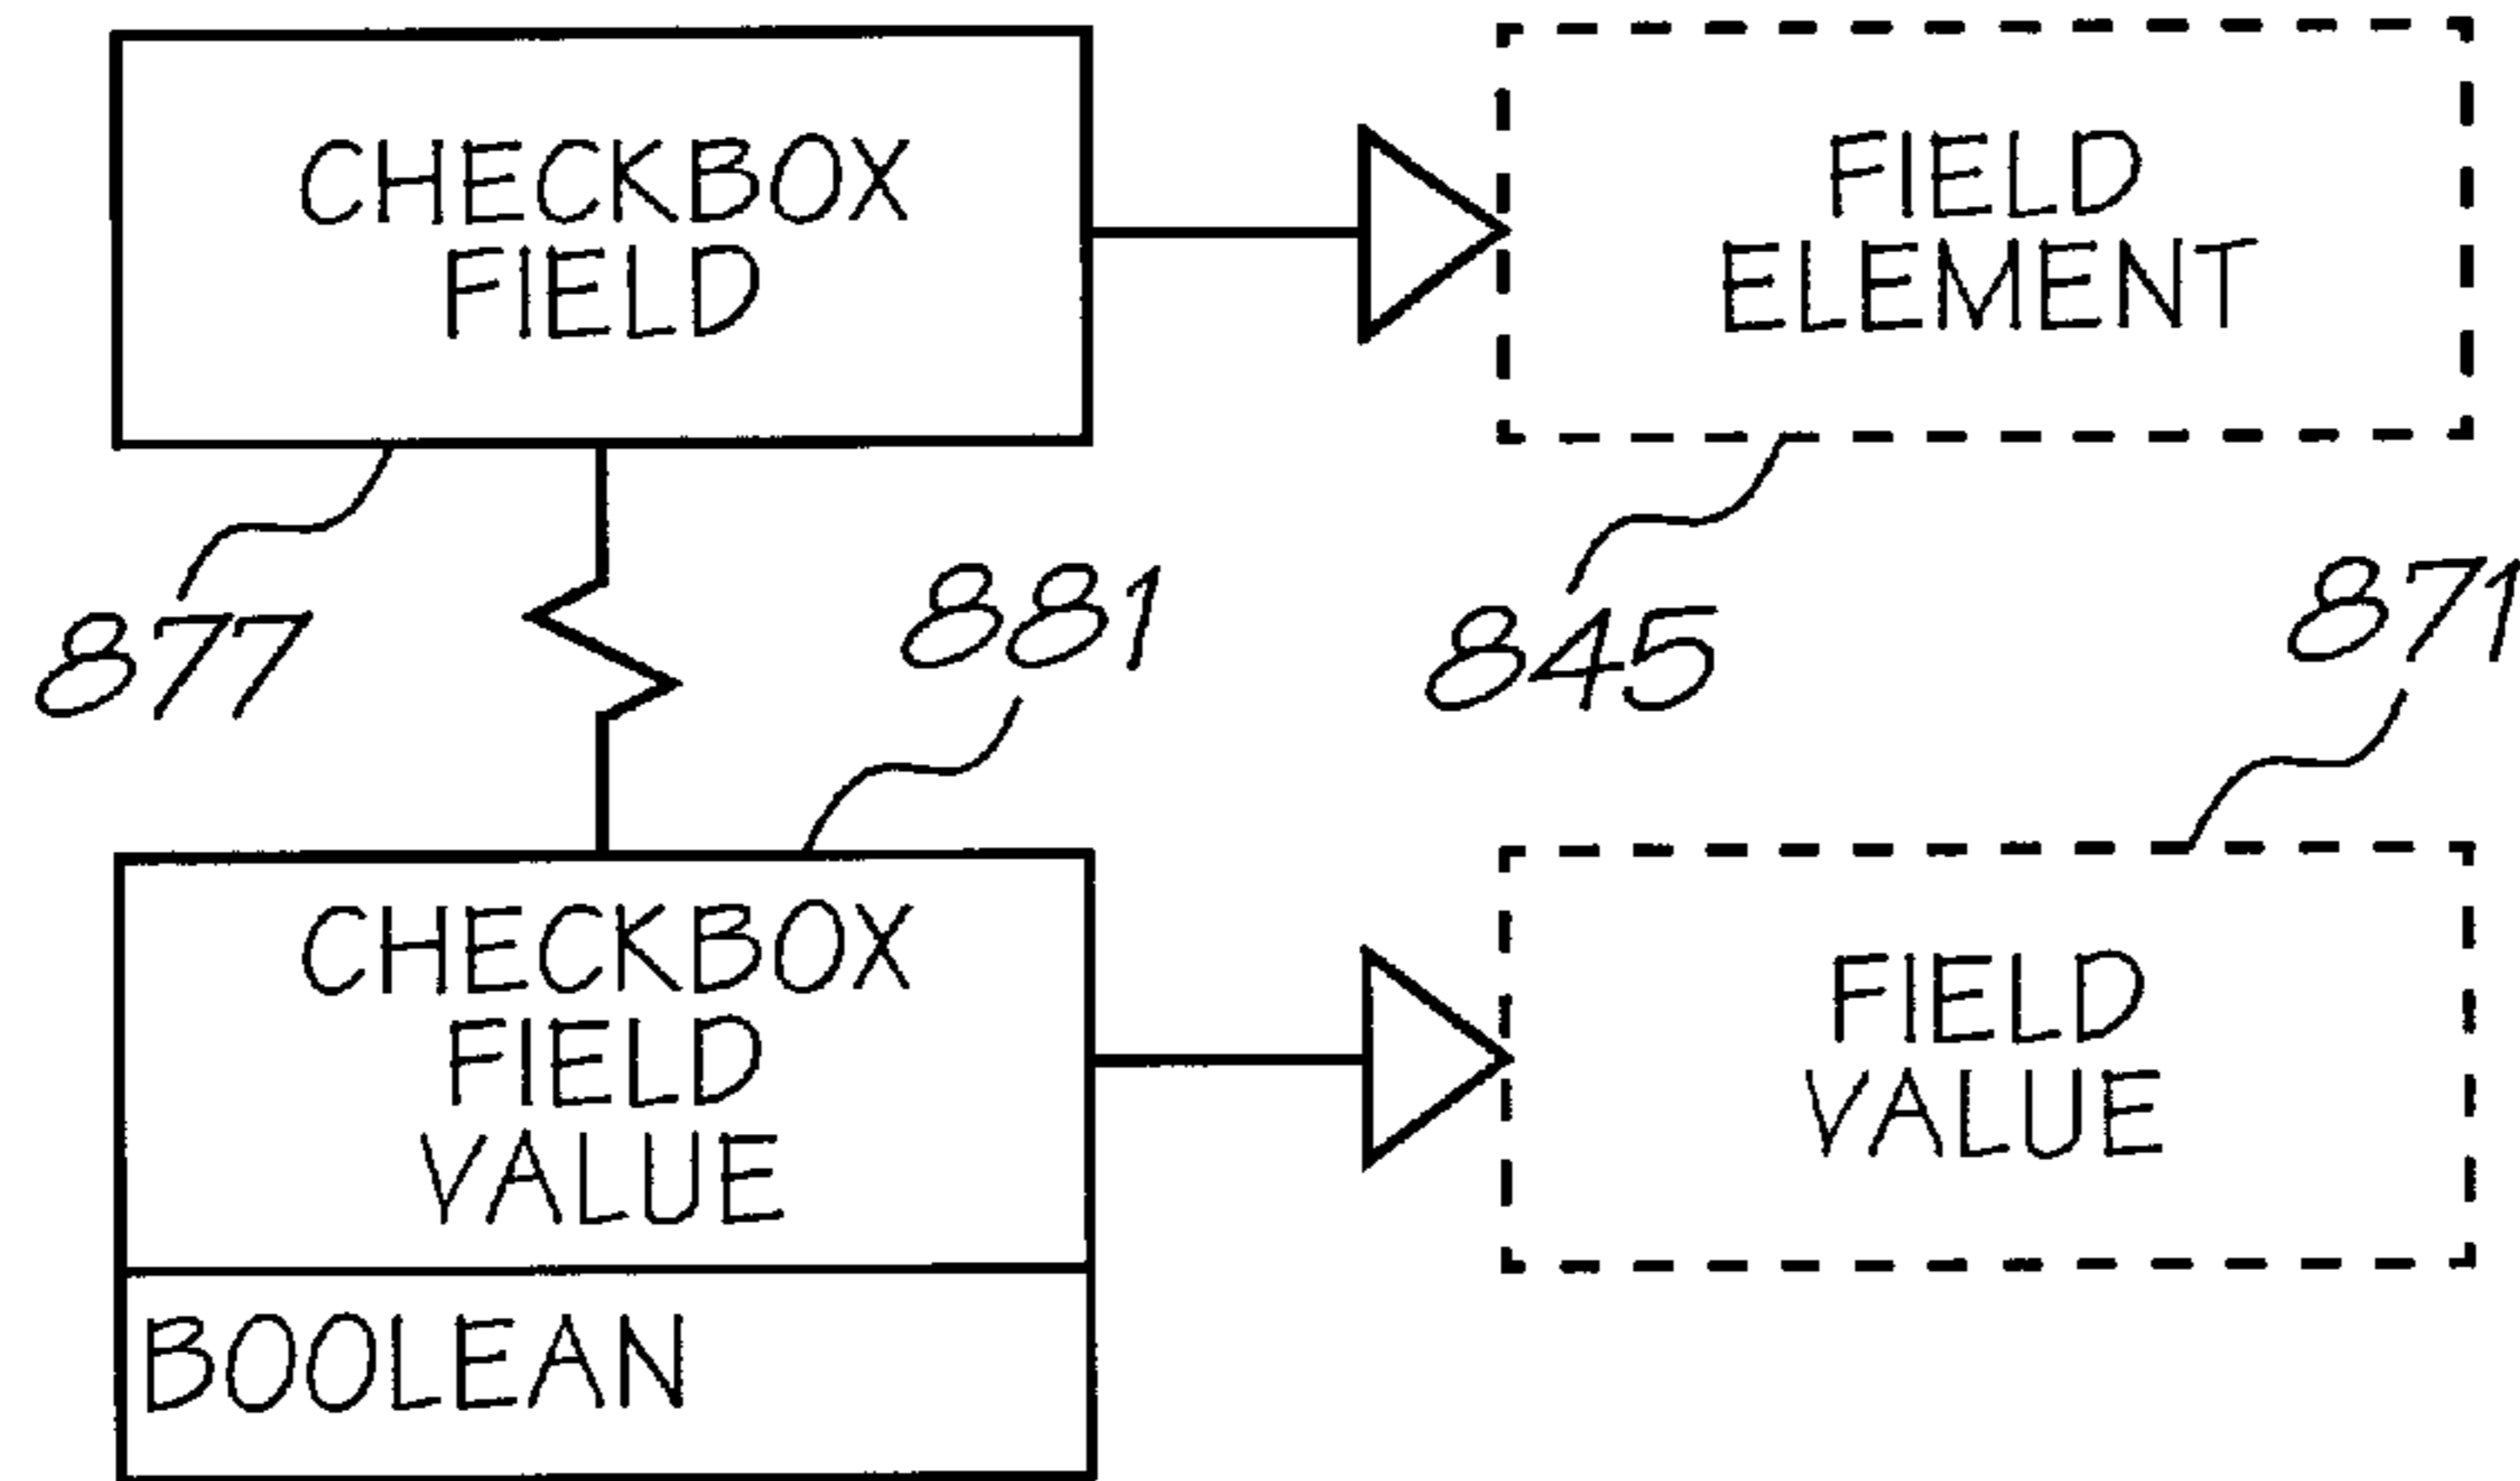 CHECKBOX
FIELD
FIELD
ELEMENT
877
881
845
871
CHECKBOX
FIELD
VALUE
FIELD
VALUE
BOOLEAN